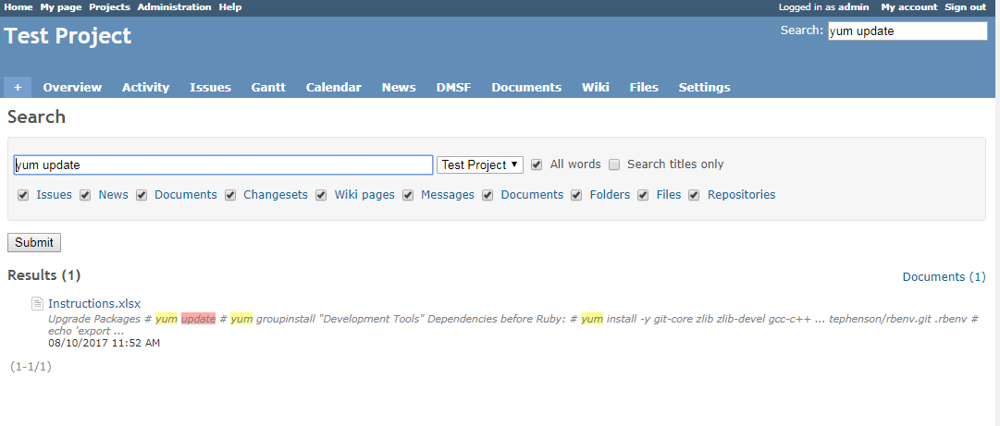 Home My page Projects Administration Help Logged in as admin My account Sign out
Test Project Search: yum update
+ Overview Activity Issues Gantt Calendar News DMSF Documents Wiki Files Settings
Search
yum update Test Project ▼ All words Search titles only
Issues News Documents Changesets Wiki pages Messages Documents Folders Files Repositories
Submit
Results (1) Documents (1)
Instructions.xlsx
Upgrade Packages # yum update # yum groupinstall "Development Tools" Dependencies before Ruby: # yum install -y git-core zlib zlib-devel gcc-c++ ... tephenson/rbenv.git .rbenv #
echo 'export ...
08/10/2017 11:52 AM
(1-1/1)